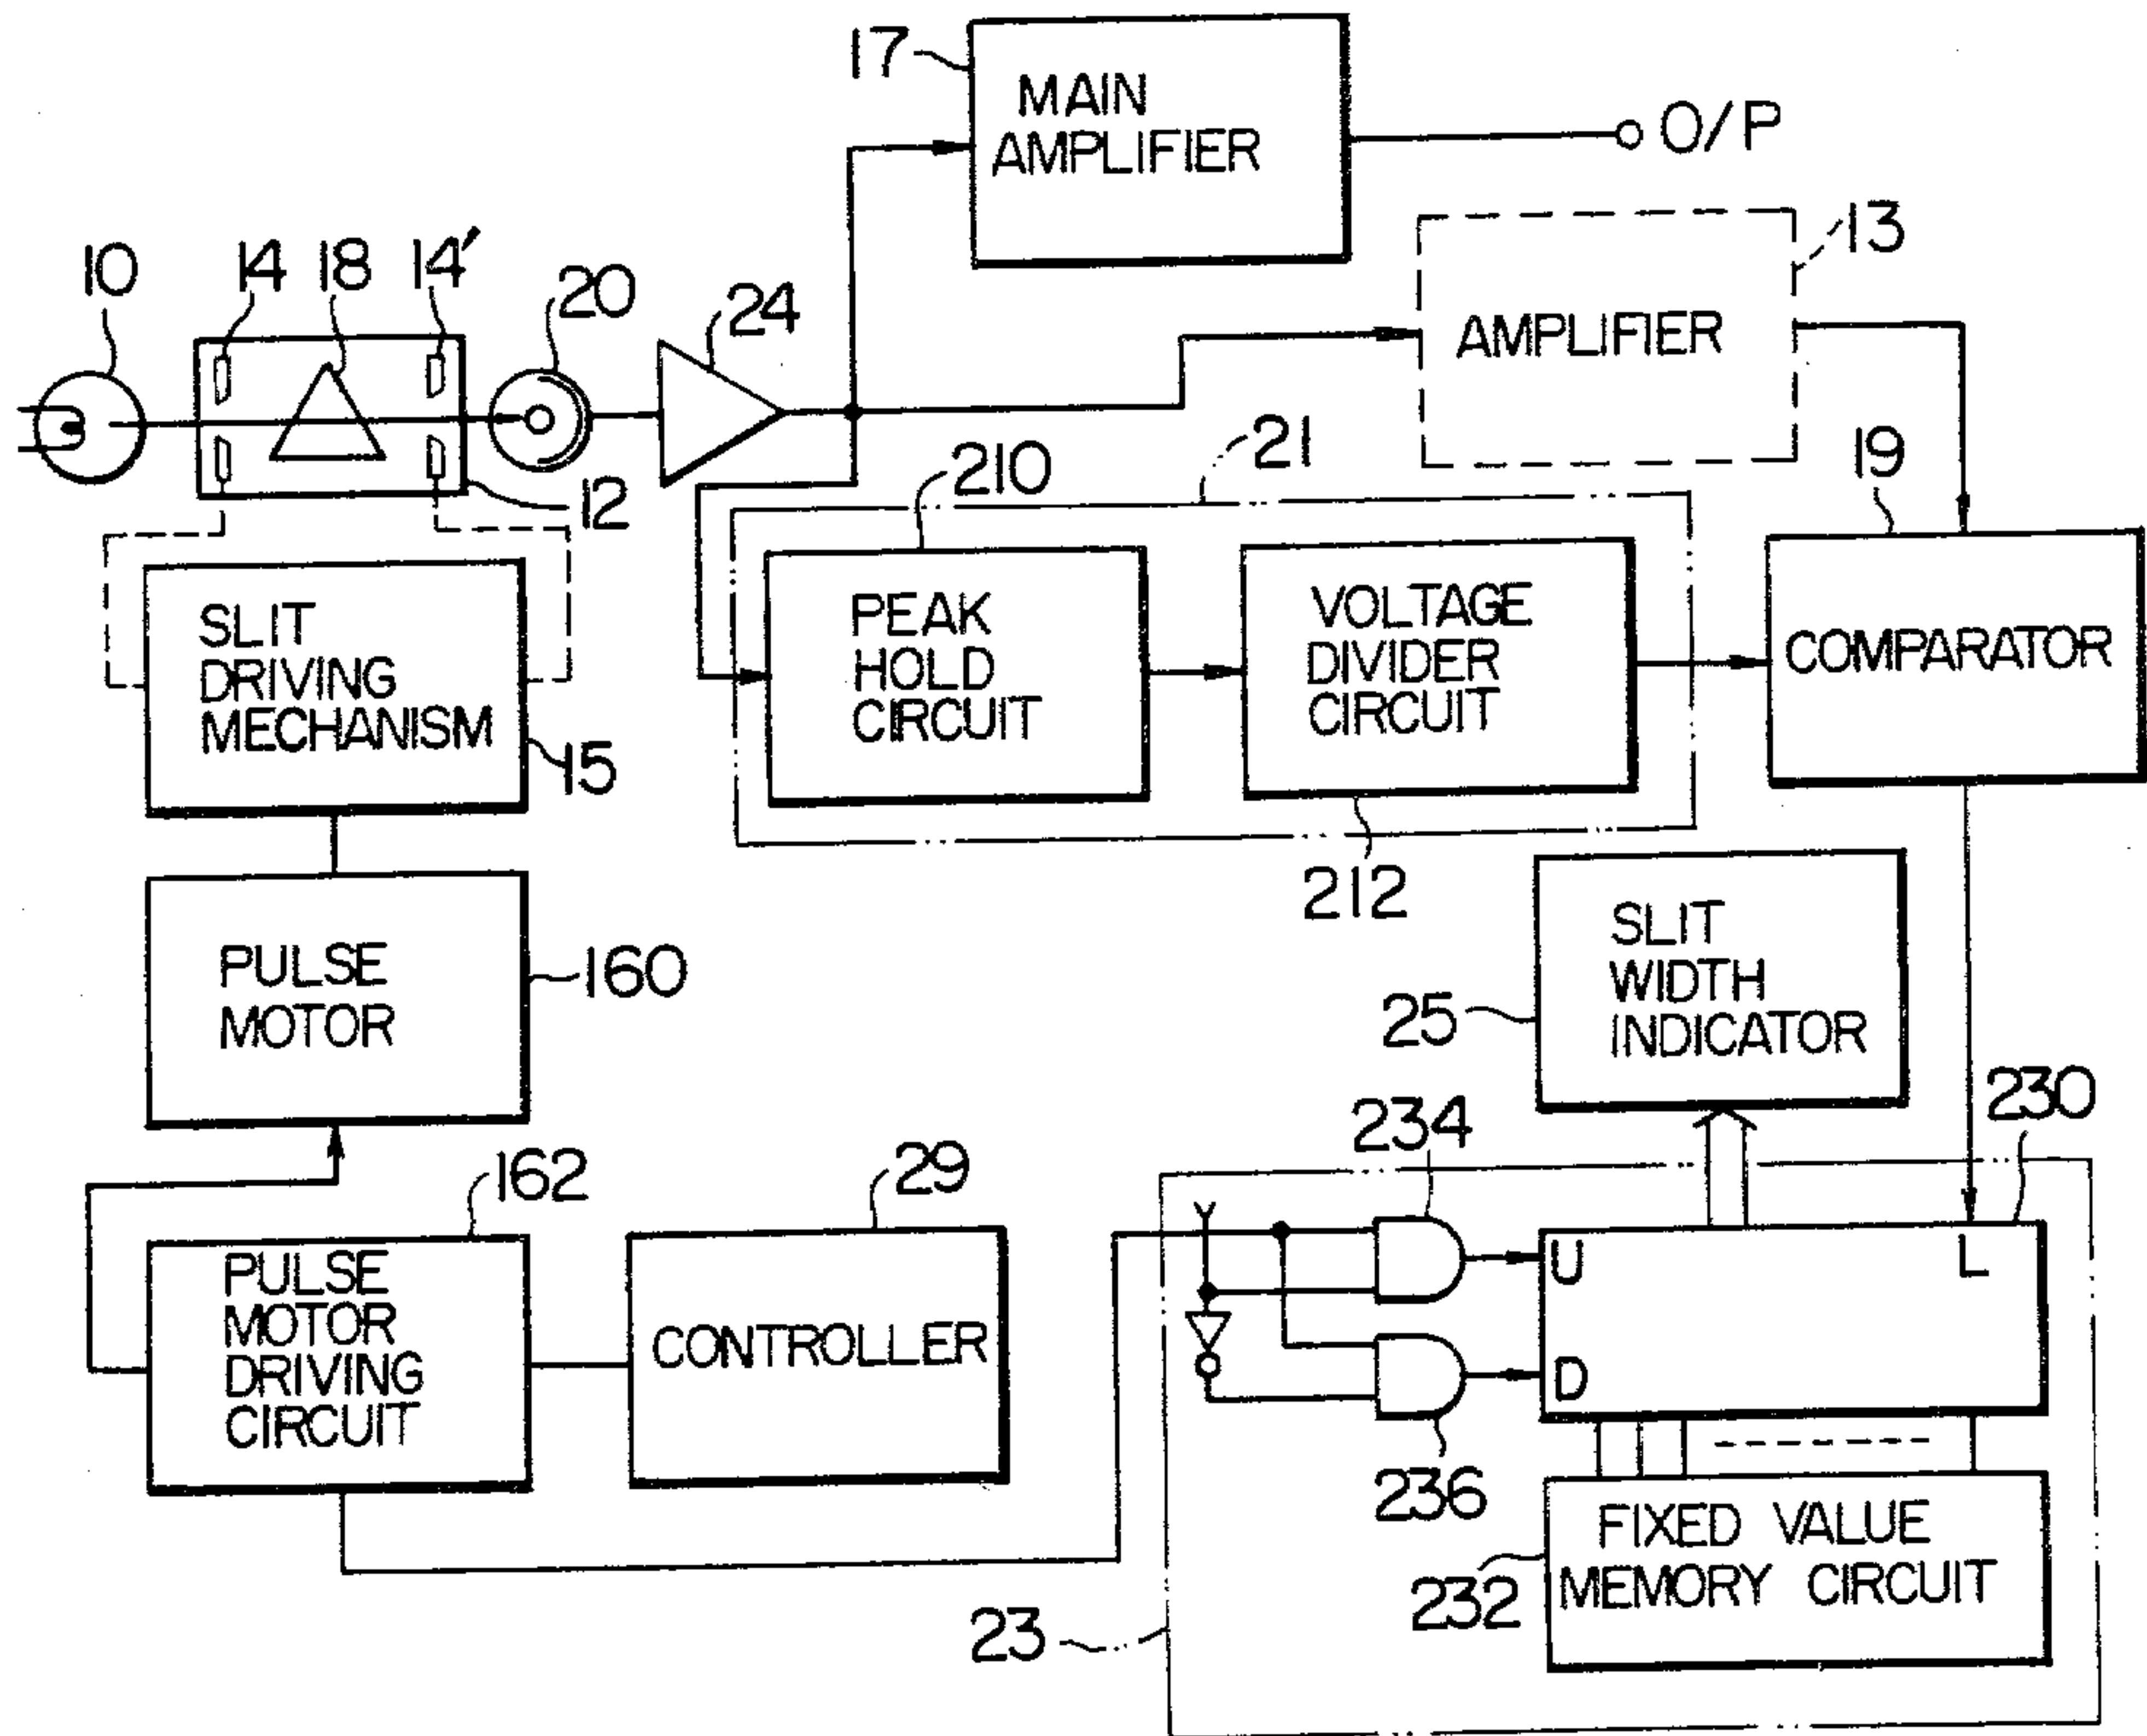 17
MAIN
AMPLIFIER
O/P
13
10
14
18
14'
20
24
AMPLIFIER
12
210
21
19
SLIT
DRIVING
MECHANISM
15
PEAK
HOLD
CIRCUIT
VOLTAGE
DIVIDER
CIRCUIT
COMPARATOR
212
PULSE
MOTOR
160
25
SLIT
WIDTH
INDICATOR
230
234
162
29
PULSE
MOTOR
DRIVING
CIRCUIT
CONTROLLER
U
L
D
236
FIXED VALUE
MEMORY CIRCUIT
232
23